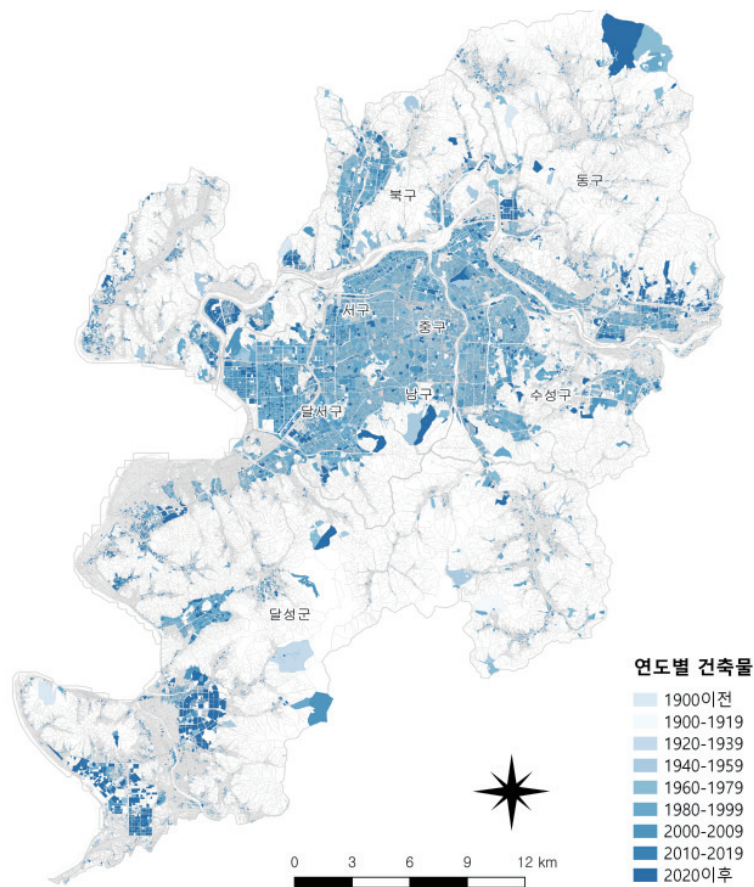 북구
동구
서구
중구
남구
수성구
달서구
달성군
연도별 건축물
1900이전
1900-1919
1920-1939
1940-1959
1960-1979
1980-1999
2000-2009
2010-2019
2020이후
0 3 6 9 12 km